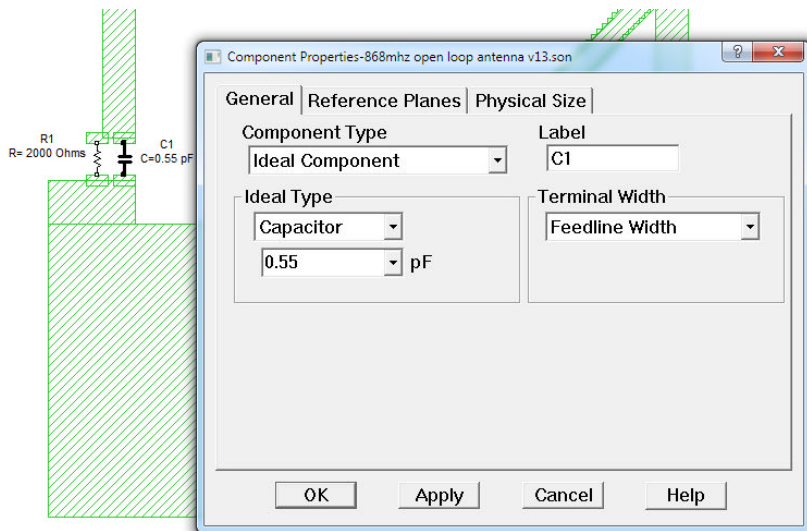 Component Properties-868mhz open loop antenna v13.son
General
Reference Planes
Physical Size
Component Type
Label
Ideal Component
C1
Ideal Type
Terminal Width
Capacitor
Feedline Width
0.55
pF
OK
Apply
Cancel
Help
R1
R= 2000 Ohms
C1
C=0.55 pF